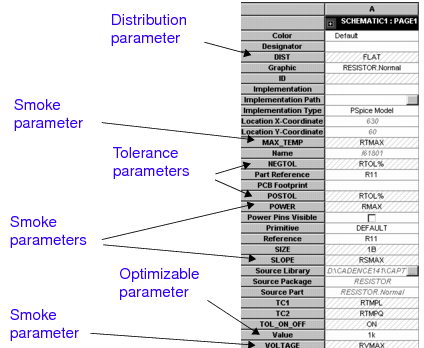 Distribution
parameter
Smoke
parameter
Tolerance
parameters
Smoke
parameters
Optimizable
parameter
Smoke
parameter
A
SCHEMATIC1 : PAGE1
Color Default
Designator
DIST FLAT
Graphic RESISTOR.Normal
ID
Implementation
Implementation Path
Implementation Type PSpice Model
Location X-Coordinate 630
Location Y-Coordinate 60
MAX_TEMP RTMAX
Name I61801
NEGTOL RTOL%
Part Reference R11
PCB Footprint
POSTOL RTOL%
POWER RMAX
Power Pins Visible
Primitive DEFAULT
Reference R11
SIZE 1B
SLOPE RSMAX
Source Library D:\CADENCE141\CAPT
Source Package RESISTOR
Source Part RESISTOR.Normal
TC1 RTMPL
TC2 RTMPQ
TOL_ON_OFF ON
Value 1k
VOLTAGE RVMAX